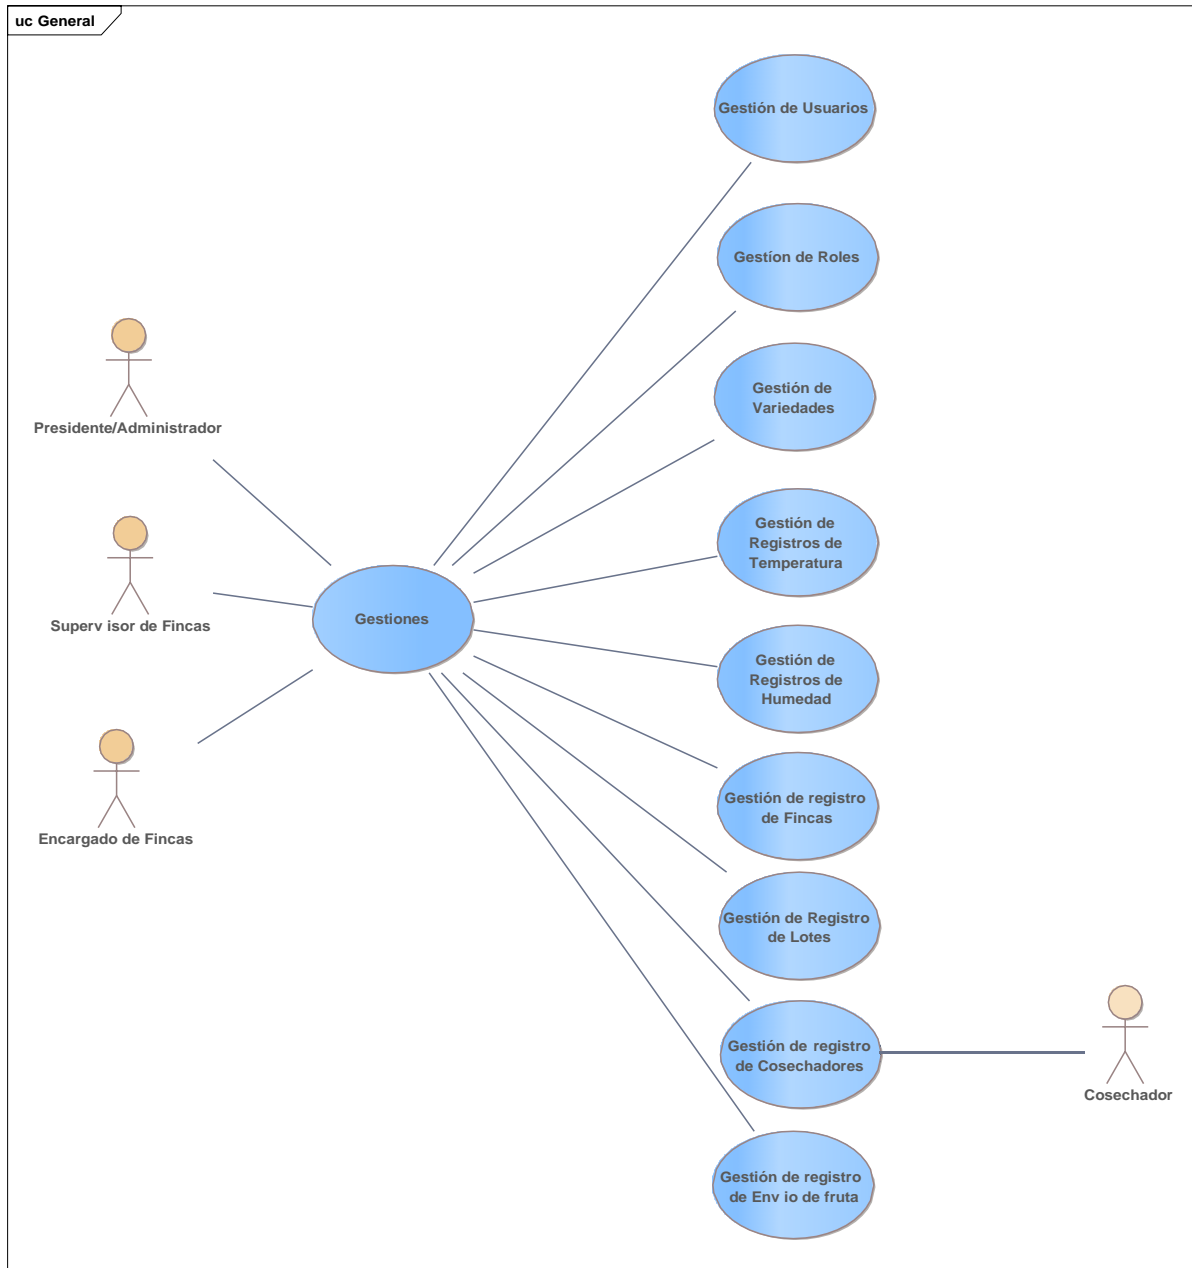 uc General
Gestión de Usuarios
Gestíon de Roles
Gestión de
Variedades
Presidente/Administrador
Gestión de
Registros de
Temperatura
Superv isor de Fincas
Gestiones
Gestión de
Registros de
Humedad
Encargado de Fincas
Gestión de registro
de Fincas
Gestión de Registro
de Lotes
Gestión de registro
de Cosechadores
Cosechador
Gestión de registro
de Env io de fruta